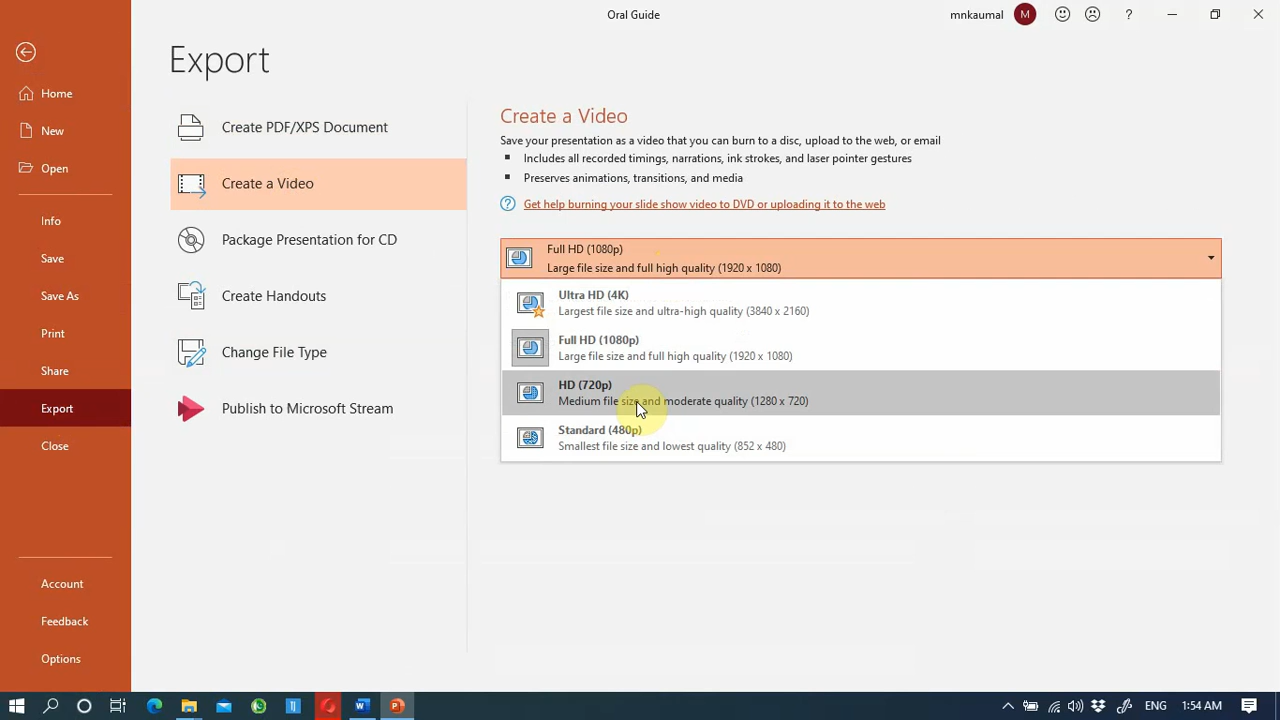 Oral Guide
mnkaumal
M
?
Export
Home
New
Open
Info
Save
Save As
Print
Share
Export
Close
Account
Feedback
Options
Create PDF/XPS Document
Create a Video
Package Presentation for CD
Create Handouts
Change File Type
Publish to Microsoft Stream
Create a Video
Save your presentation as a video that you can burn to a disc, upload to the web, or email
Includes all recorded timings, narrations, ink strokes, and laser pointer gestures
Preserves animations, transitions, and media
? Get help burning your slide show video to DVD or uploading it to the web
Full HD (1080p)
Large file size and full high quality (1920 x 1080)
Ultra HD (4K)
Largest file size and ultra-high quality (3840 x 2160)
Full HD (1080p)
Large file size and full high quality (1920 x 1080)
HD (720p)
Medium file size and moderate quality (1280 x 720)
Standard (480p)
Smallest file size and lowest quality (852 x 480)
W
P
ENG
1:54 AM